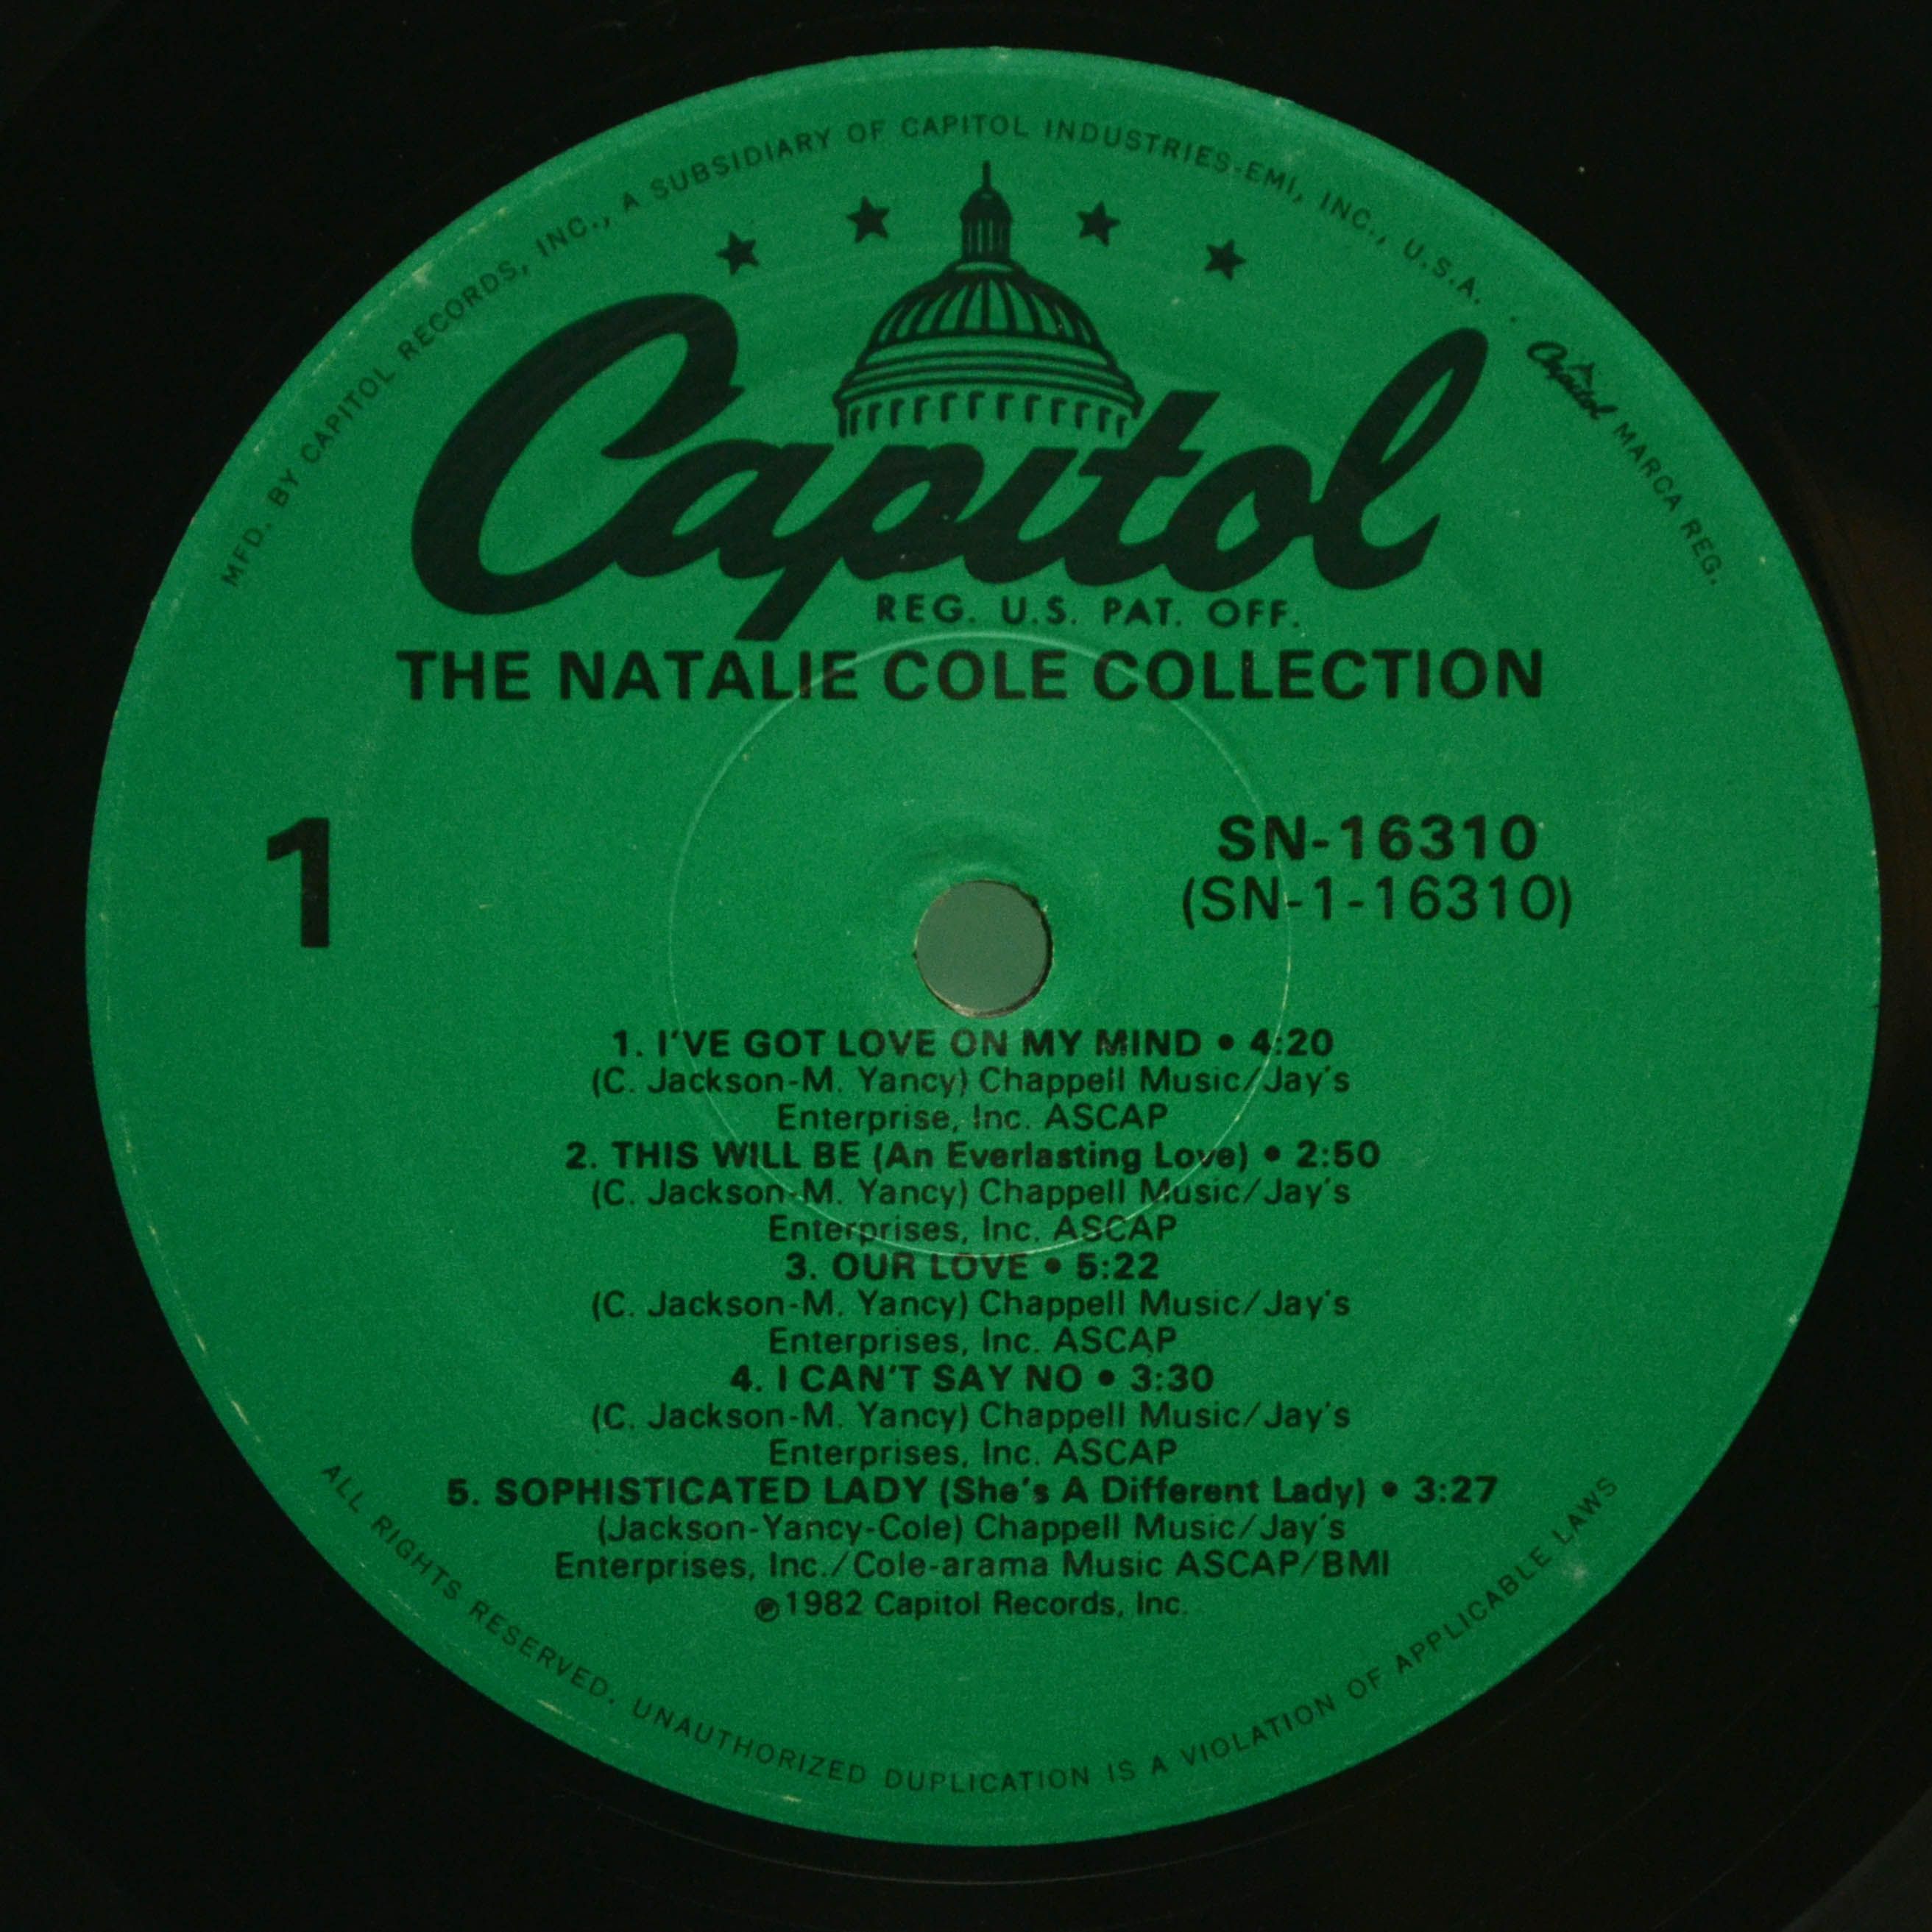 MFD. BY CAPITOL RECORDS, INC., A SUBSIDIARY OF CAPITOL INDUSTRIES-EMI, INC., U.S.A. . Capitol MARCA REG.
Capitol
REG. U.S. PAT. OFF.
THE NATALIE COLE COLLECTION
1
SN-16310
(SN-1-16310)
1. I'VE GOT LOVE ON MY MIND • 4:20
(C. Jackson-M. Yancy) Chappell Music/Jay's
Enterprise, Inc. ASCAP
2. THIS WILL BE (An Everlasting Love) • 2:50
(C. Jackson-M. Yancy) Chappell Music/Jay's
Enterprises, Inc. ASCAP
3. OUR LOVE • 5:22
(C. Jackson-M. Yancy) Chappell Music/Jay's
Enterprises, Inc. ASCAP
4. I CAN'T SAY NO • 3:30
(C. Jackson-M. Yancy) Chappell Music/Jay's
Enterprises, Inc. ASCAP
5. SOPHISTICATED LADY (She's A Different Lady) • 3:27
(Jackson-Yancy-Cole) Chappell Music/Jay's
Enterprises, Inc./Cole-arama Music ASCAP/BMI
℗1982 Capitol Records, Inc.
ALL RIGHTS RESERVED. UNAUTHORIZED DUPLICATION IS A VIOLATION OF APPLICABLE LAWS